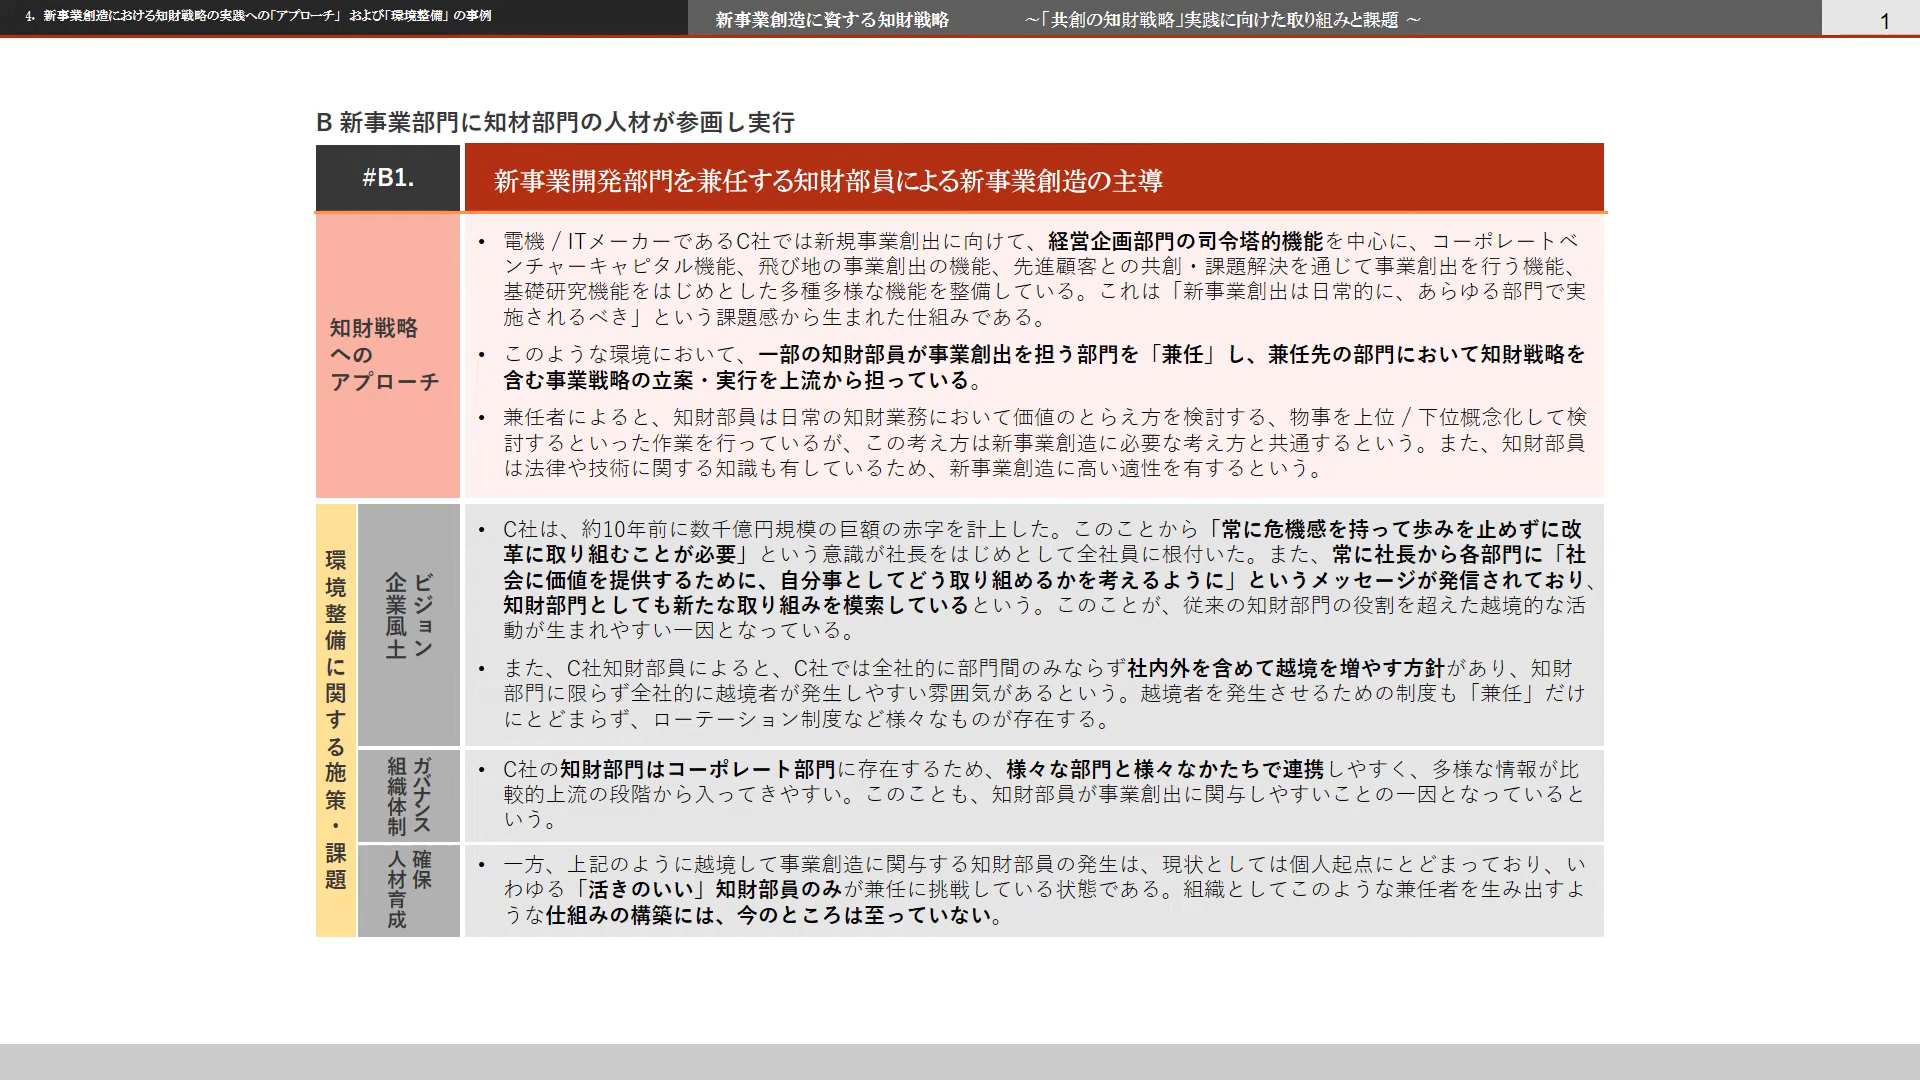 4. 新事業創造における知財戦略の実践への「アプローチ」 および「環境整備」 の事例
新事業創造に資する知財戦略 ～「共創の知財戦略」実践に向けた取り組みと課題 ～
1
B 新事業部門に知材部門の人材が参画し実行
#B1.
新事業開発部門を兼任する知財部員による新事業創造の主導
知財戦略
への
アプローチ
• 電機 / ITメーカーであるC社では新規事業創出に向けて、経営企画部門の司令塔的機能を中心に、コーポレートベ
ンチャーキャピタル機能、飛び地の事業創出の機能、先進顧客との共創・課題解決を通じて事業創出を行う機能、
基礎研究機能をはじめとした多種多様な機能を整備している。これは「新事業創出は日常的に、あらゆる部門で実
施されるべき」という課題感から生まれた仕組みである。
• このような環境において、一部の知財部員が事業創出を担う部門を「兼任」し、兼任先の部門において知財戦略を
含む事業戦略の立案・実行を上流から担っている。
• 兼任者によると、知財部員は日常の知財業務において価値のとらえ方を検討する、物事を上位 / 下位概念化して検
討するといった作業を行っているが、この考え方は新事業創造に必要な考え方と共通するという。また、知財部員
は法律や技術に関する知識も有しているため、新事業創造に高い適性を有するという。
環境整備に関する施策・課題
ビジョン
企業風土
• C社は、約10年前に数千億円規模の巨額の赤字を計上した。このことから「常に危機感を持って歩みを止めずに改
革に取り組むことが必要」という意識が社長をはじめとして全社員に根付いた。また、常に社長から各部門に「社
会に価値を提供するために、自分事としてどう取り組めるかを考えるように」というメッセージが発信されており、
知財部門としても新たな取り組みを模索しているという。このことが、従来の知財部門の役割を超えた越境的な活
動が生まれやすい一因となっている。
• また、C社知財部員によると、C社では全社的に部門間のみならず社内外を含めて越境を増やす方針があり、知財
部門に限らず全社的に越境者が発生しやすい雰囲気があるという。越境者を発生させるための制度も「兼任」だけ
にとどまらず、ローテーション制度など様々なものが存在する。
ガバナンス
組織体制
• C社の知財部門はコーポレート部門に存在するため、様々な部門と様々なかたちで連携しやすく、多様な情報が比
較的上流の段階から入ってきやすい。このことも、知財部員が事業創出に関与しやすいことの一因となっていると
いう。
確保
人材育成
• 一方、上記のように越境して事業創造に関与する知財部員の発生は、現状としては個人起点にとどまっており、い
わゆる「活きのいい」知財部員のみが兼任に挑戦している状態である。組織としてこのような兼任者を生み出すよ
うな仕組みの構築には、今のところは至っていない。